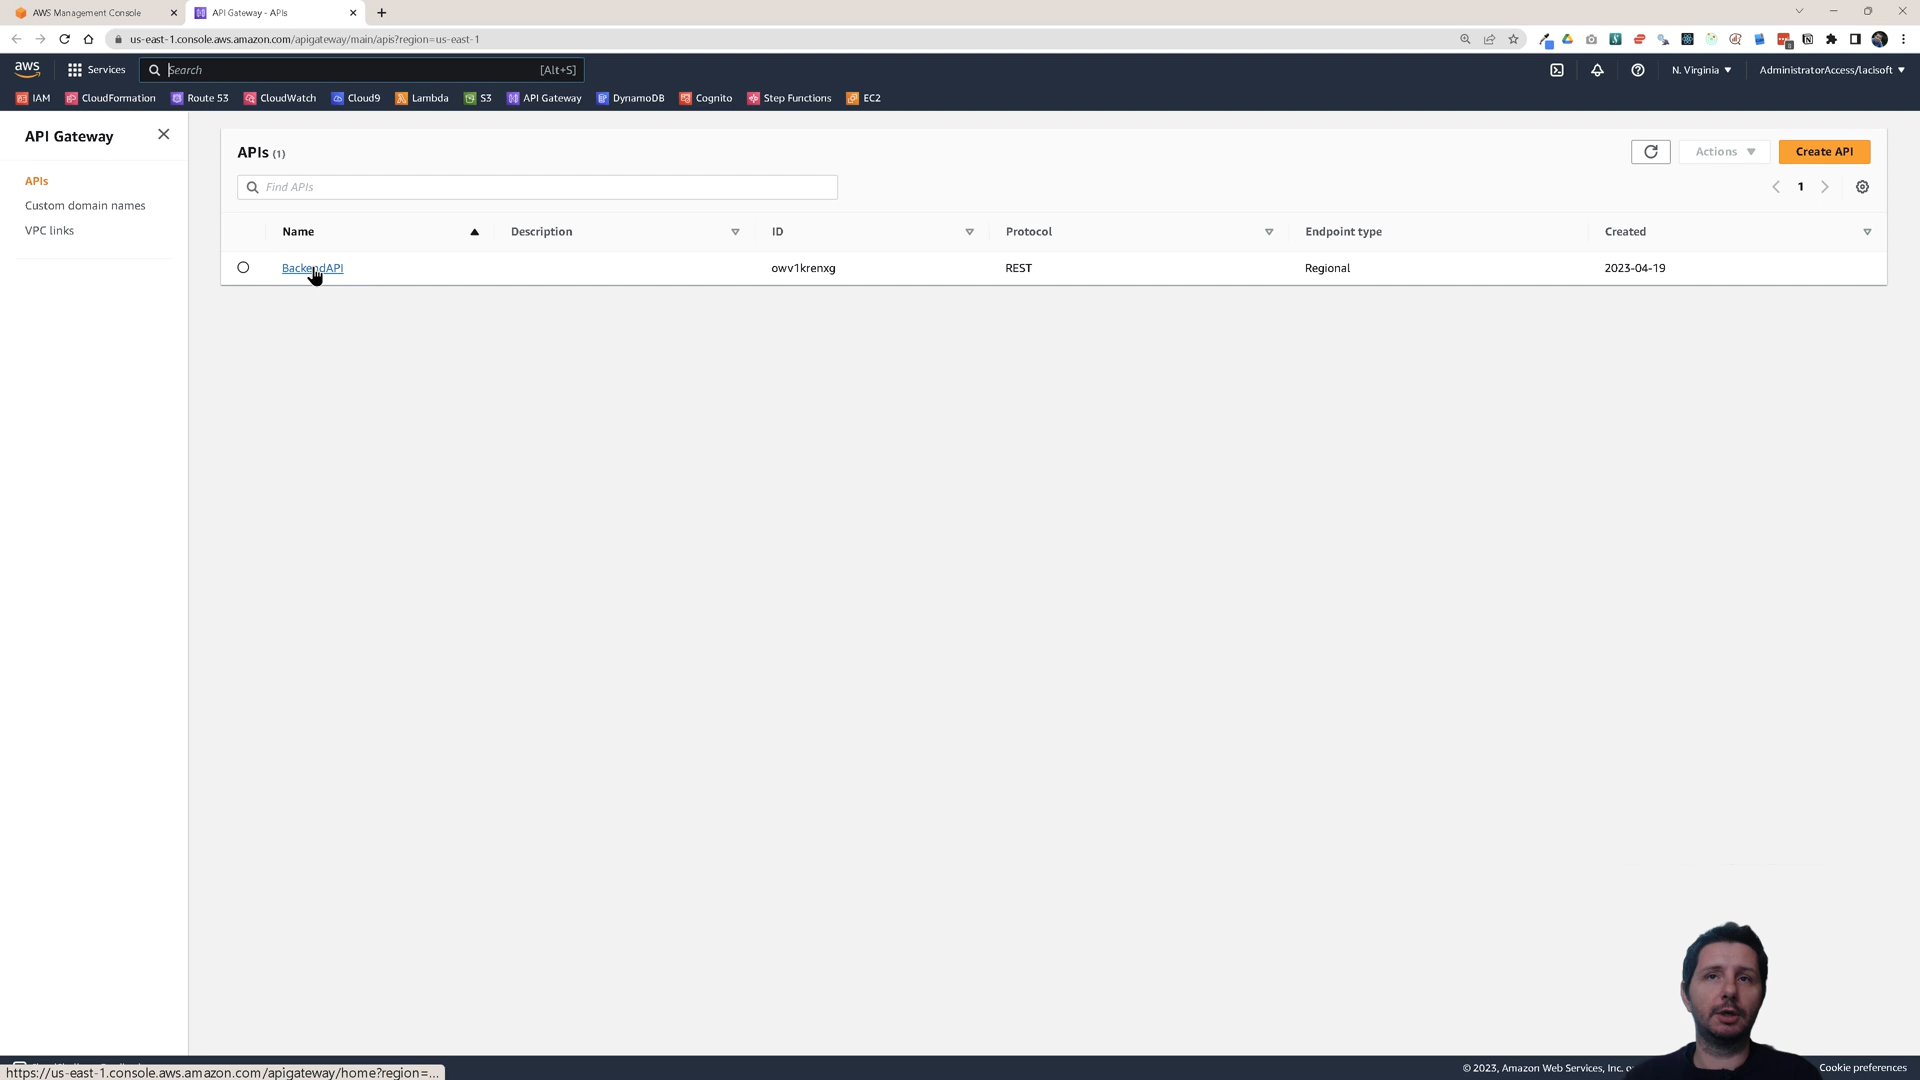 AWS Management Console
API Gateway - APIs
us-east-1.console.aws.amazon.com/apigateway/main/apis?region=us-east-1
aws
Services
Search
[Alt+S]
N. Virginia
AdministratorAccess/lacisoft
IAM
CloudFormation
Route 53
CloudWatch
Cloud9
Lambda
S3
API Gateway
DynamoDB
Cognito
Step Functions
EC2
API Gateway
APIs
Custom domain names
VPC links
APIs (1)
Actions
Create API
Find APIs
1
Name
Description
ID
Protocol
Endpoint type
Created
BackendAPI
owv1krenxg
REST
Regional
2023-04-19
https://us-east-1.console.aws.amazon.com/apigateway/home?region=...
© 2023, Amazon Web Services, Inc.
Cookie preferences